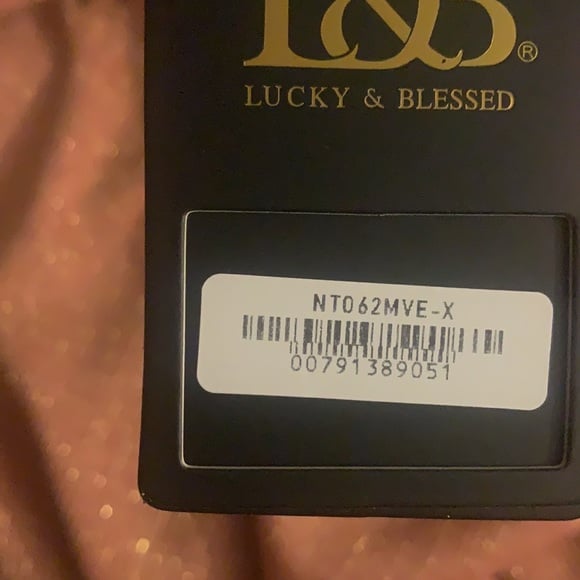 L&B®
LUCKY & BLESSED
NT062MVE-X
00791389051